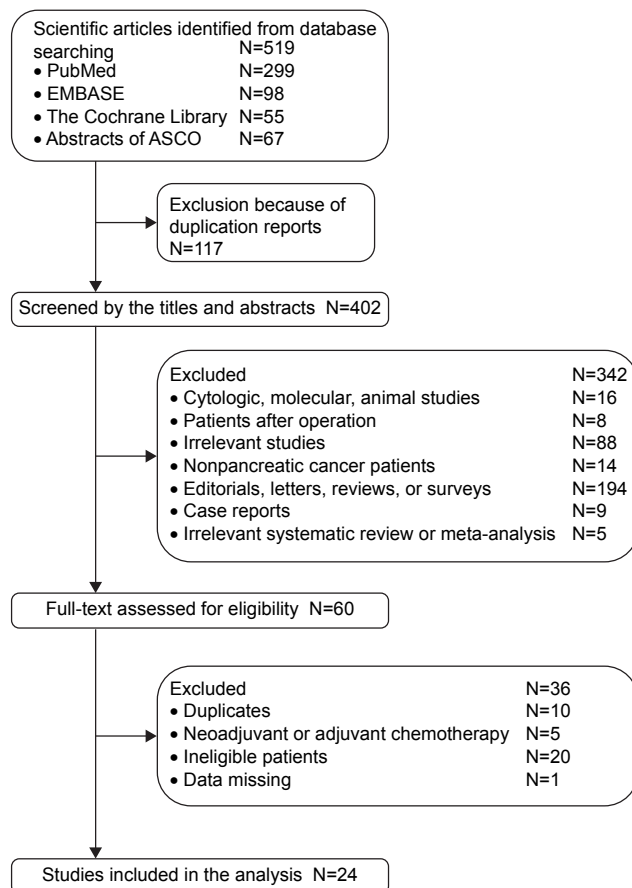 Scientific articles identified from database
searching N=519
• PubMed N=299
• EMBASE N=98
• The Cochrane Library N=55
• Abstracts of ASCO N=67
Exclusion because of
duplication reports
N=117
Screened by the titles and abstracts N=402
Excluded N=342
• Cytologic, molecular, animal studies N=16
• Patients after operation N=8
• Irrelevant studies N=88
• Nonpancreatic cancer patients N=14
• Editorials, letters, reviews, or surveys N=194
• Case reports N=9
• Irrelevant systematic review or meta-analysis N=5
Full-text assessed for eligibility N=60
Excluded N=36
• Duplicates N=10
• Neoadjuvant or adjuvant chemotherapy N=5
• Ineligible patients N=20
• Data missing N=1
Studies included in the analysis N=24